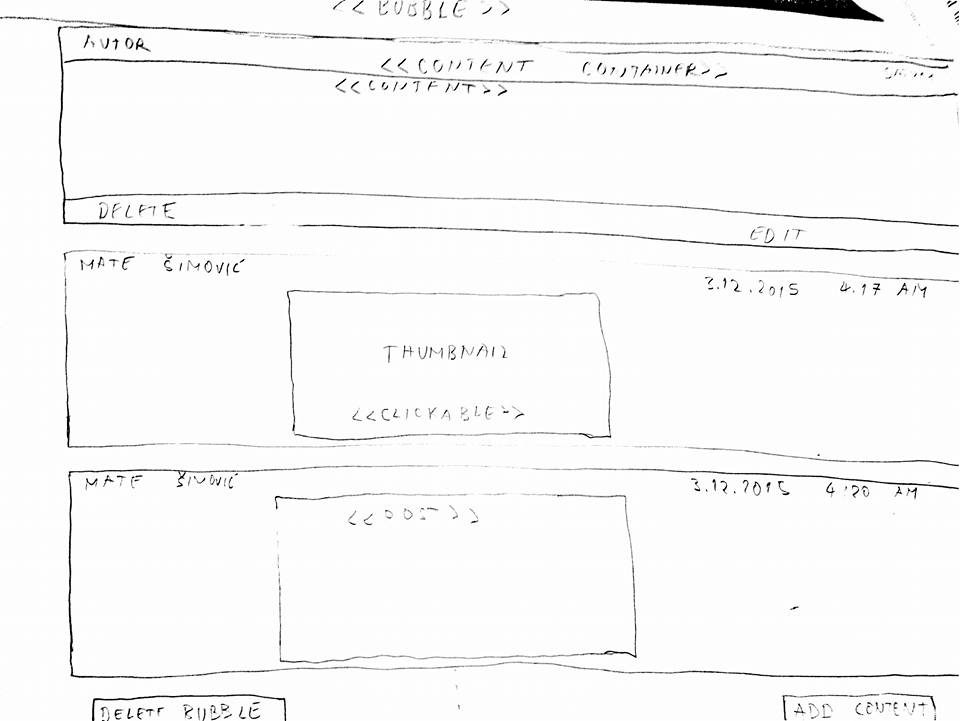 <<BUBBLE>>
AUTOR
<<CONTENT CONTAINER>>
<<CONTENT>>
DELETE
EDIT
MATE ŠIMOVIĆ
3.12.2015 4.17 AM
THUMBNAIL
<<CLICKABLE>>
MATE ŠIMOVIĆ
3.12.2015 4:20 AM
DELETE BUBBLE
ADD CONTENT